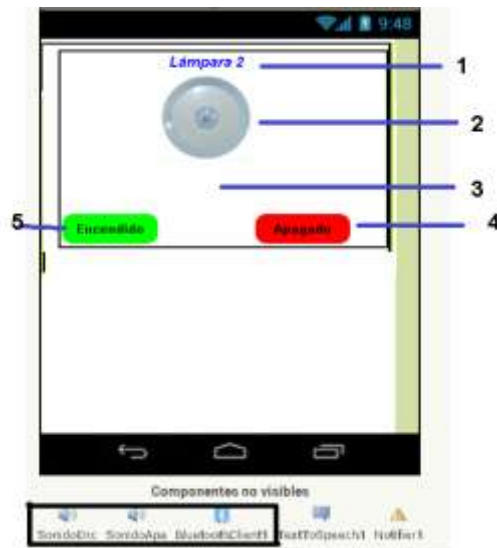 9:48
Lámpara 2
1
2
3
5 Encendido Apagado 4
Componentes no visibles
SonidoEnc SonidoApa BluetoothClient1 TextToSpeech1 Notifier1